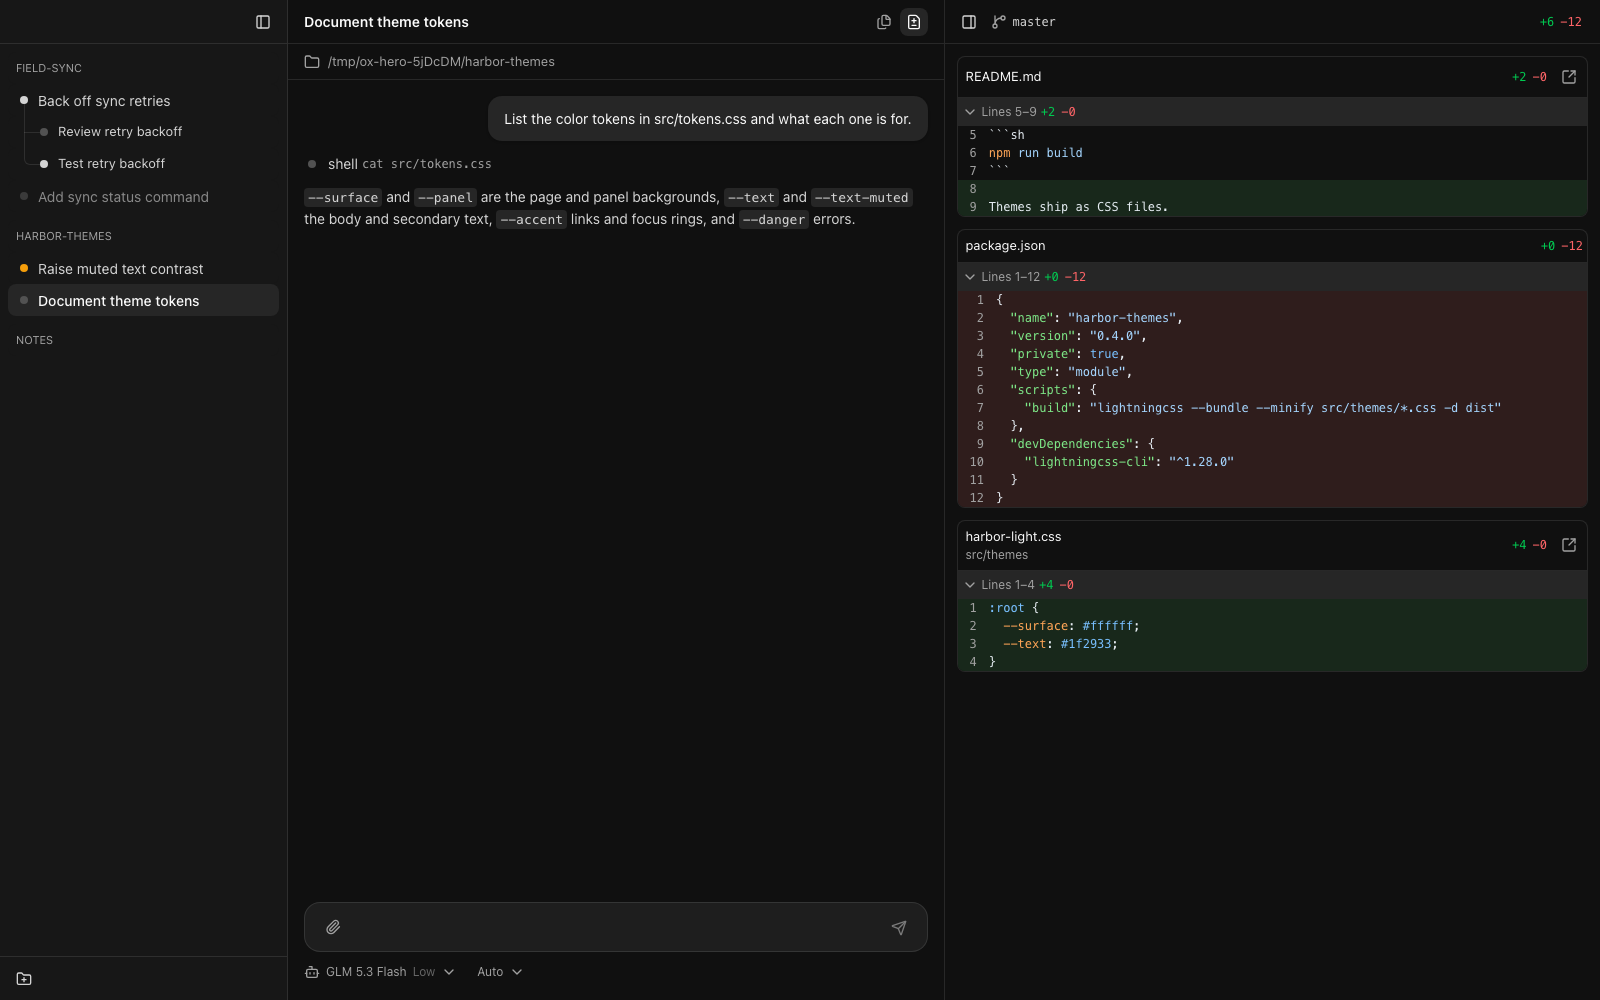 Document theme tokens
master
+6 −12
FIELD-SYNC
Back off sync retries
Review retry backoff
Test retry backoff
Add sync status command
HARBOR-THEMES
Raise muted text contrast
Document theme tokens
NOTES
/tmp/ox-hero-5jDcDM/harbor-themes
List the color tokens in src/tokens.css and what each one is for.
shell cat src/tokens.css
--surface and --panel are the page and panel backgrounds, --text and --text-muted
the body and secondary text, --accent links and focus rings, and --danger errors.
GLM 5.3 Flash Low
Auto
README.md
+2 −0
Lines 5–9 +2 −0
5 ```sh
6 npm run build
7 ```
8
9 Themes ship as CSS files.
package.json
+0 −12
Lines 1–12 +0 −12
1 {
2 "name": "harbor-themes",
3 "version": "0.4.0",
4 "private": true,
5 "type": "module",
6 "scripts": {
7 "build": "lightningcss --bundle --minify src/themes/*.css -d dist"
8 },
9 "devDependencies": {
10 "lightningcss-cli": "^1.28.0"
11 }
12 }
harbor-light.css
src/themes
+4 −0
Lines 1–4 +4 −0
1 :root {
2 --surface: #ffffff;
3 --text: #1f2933;
4 }